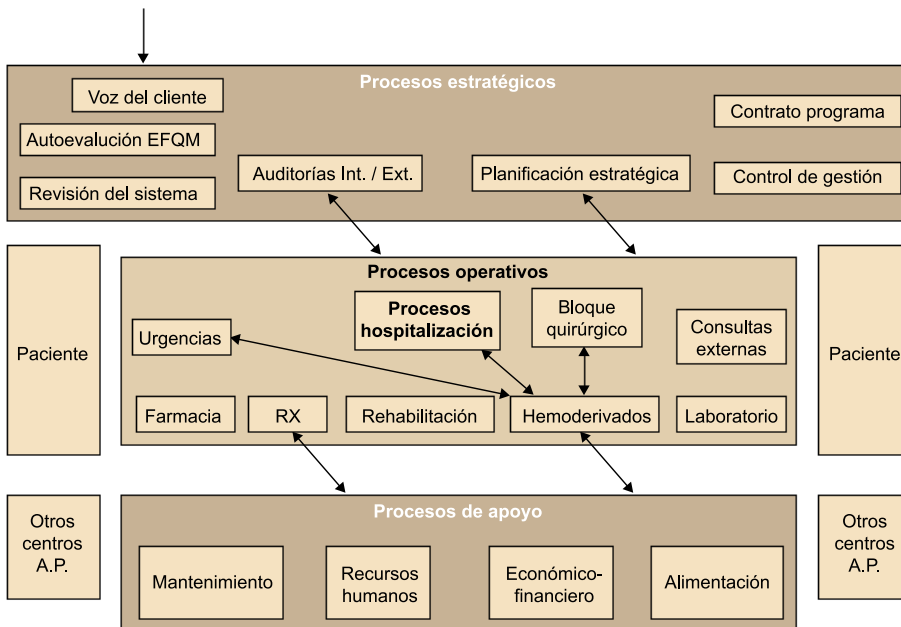 Procesos estratégicos
Voz del cliente
Contrato programa
Autoevalución EFQM
Auditorías Int. / Ext.
Planificación estratégica
Control de gestión
Revisión del sistema
Paciente
Procesos operativos
Procesos
hospitalización
Bloque
quirúrgico
Urgencias
Consultas
externas
Farmacia
RX
Rehabilitación
Hemoderivados
Laboratorio
Paciente
Otros
centros
A.P.
Procesos de apoyo
Mantenimiento
Recursos
humanos
Económico-
financiero
Alimentación
Otros
centros
A.P.